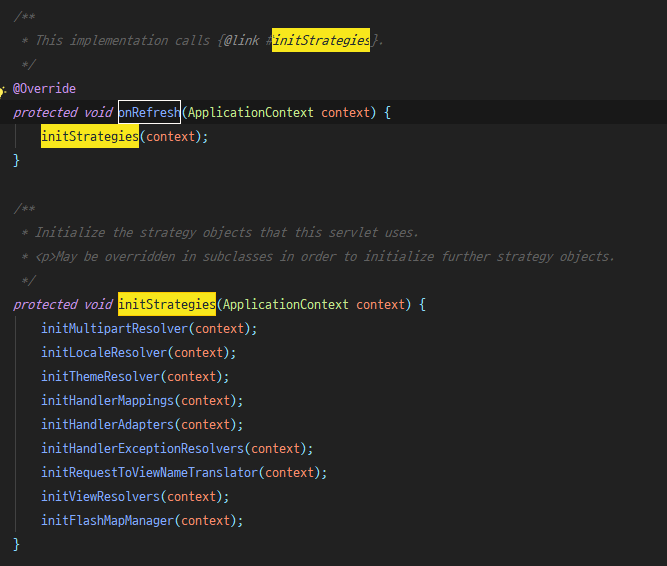 /**
 * This implementation calls {@link #initStrategies}.
 */
@Override
protected void onRefresh(ApplicationContext context) {
    initStrategies(context);
}

/**
 * Initialize the strategy objects that this servlet uses.
 * <p>May be overridden in subclasses in order to initialize further strategy objects.
 */
protected void initStrategies(ApplicationContext context) {
    initMultipartResolver(context);
    initLocaleResolver(context);
    initThemeResolver(context);
    initHandlerMappings(context);
    initHandlerAdapters(context);
    initHandlerExceptionResolvers(context);
    initRequestToViewNameTranslator(context);
    initViewResolvers(context);
    initFlashMapManager(context);
}